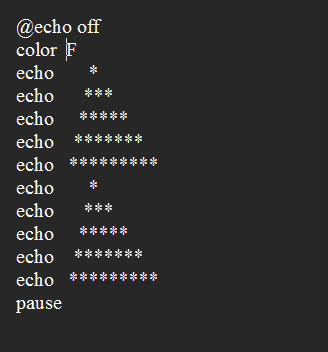 @echo off
color F
echo       *
echo      ***
echo     *****
echo    *******
echo   *********
echo       *
echo      ***
echo     *****
echo    *******
echo   *********
pause